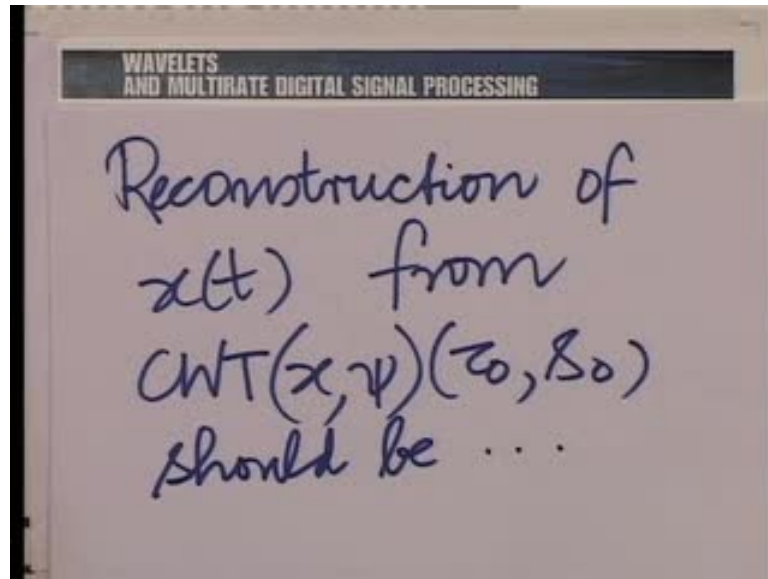 WAVELETS
AND MULTIRATE DIGITAL SIGNAL PROCESSING
Reconstruction of
x(t) from
CWT(x,ψ)(τ₀,s₀)
should be ...